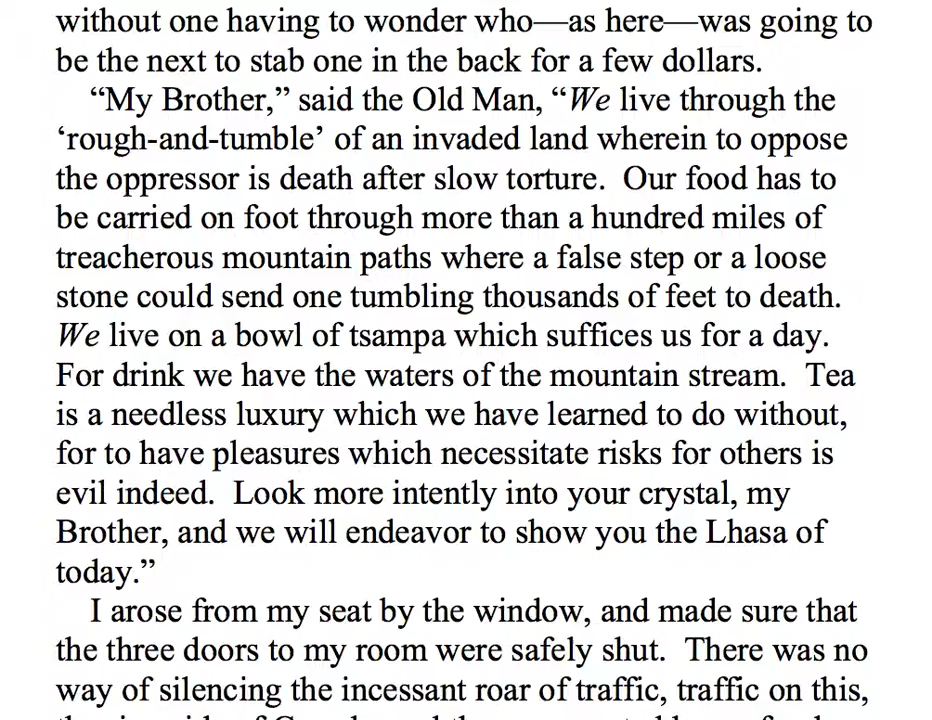 without one having to wonder who—as here—was going to
be the next to stab one in the back for a few dollars.
“My Brother,” said the Old Man, “We live through the
‘rough-and-tumble’ of an invaded land wherein to oppose
the oppressor is death after slow torture.  Our food has to
be carried on foot through more than a hundred miles of
treacherous mountain paths where a false step or a loose
stone could send one tumbling thousands of feet to death.
We live on a bowl of tsampa which suffices us for a day.
For drink we have the waters of the mountain stream.  Tea
is a needless luxury which we have learned to do without,
for to have pleasures which necessitate risks for others is
evil indeed.  Look more intently into your crystal, my
Brother, and we will endeavor to show you the Lhasa of
today.”
I arose from my seat by the window, and made sure that
the three doors to my room were safely shut.  There was no
way of silencing the incessant roar of traffic, traffic on this,